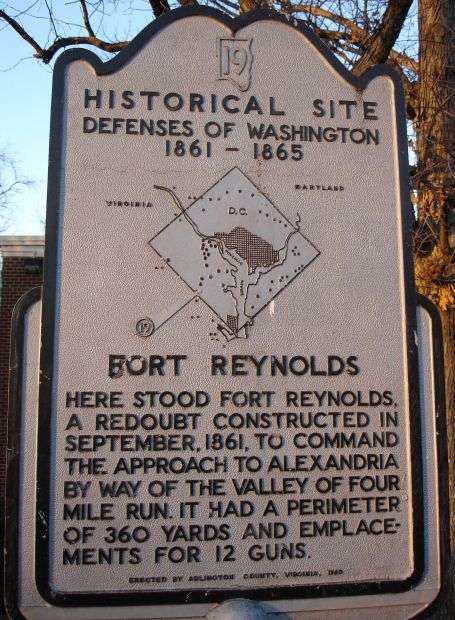 19
HISTORICAL SITE
DEFENSES OF WASHINGTON
1861 – 1865
VIRGINIA
MARYLAND
D.C.
19
FORT REYNOLDS
HERE STOOD FORT REYNOLDS,
A REDOUBT CONSTRUCTED IN
SEPTEMBER, 1861, TO COMMAND
THE APPROACH TO ALEXANDRIA
BY WAY OF THE VALLEY OF FOUR
MILE RUN. IT HAD A PERIMETER
OF 360 YARDS AND EMPLACE-
MENTS FOR 12 GUNS.
ERECTED BY ARLINGTON COUNTY, VIRGINIA,